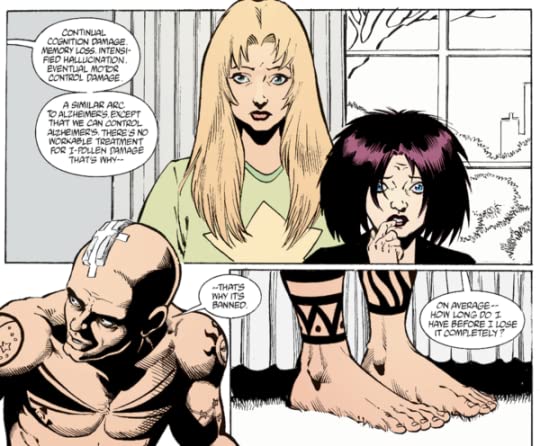 CONTINUAL
COGNITION DAMAGE.
MEMORY LOSS. INTENSI-
FIED HALLUCINATION.
EVENTUAL MOTOR
CONTROL DAMAGE.
A SIMILAR ARC
TO ALZHEIMER'S, EXCEPT
THAT WE CAN CONTROL
ALZHEIMER'S. THERE'S NO
WORKABLE TREATMENT
FOR I-POLLEN DAMAGE
THAT'S WHY--
--THAT'S
WHY IT'S
BANNED.
ON AVERAGE--
HOW LONG DO I
HAVE BEFORE I LOSE
IT COMPLETELY?